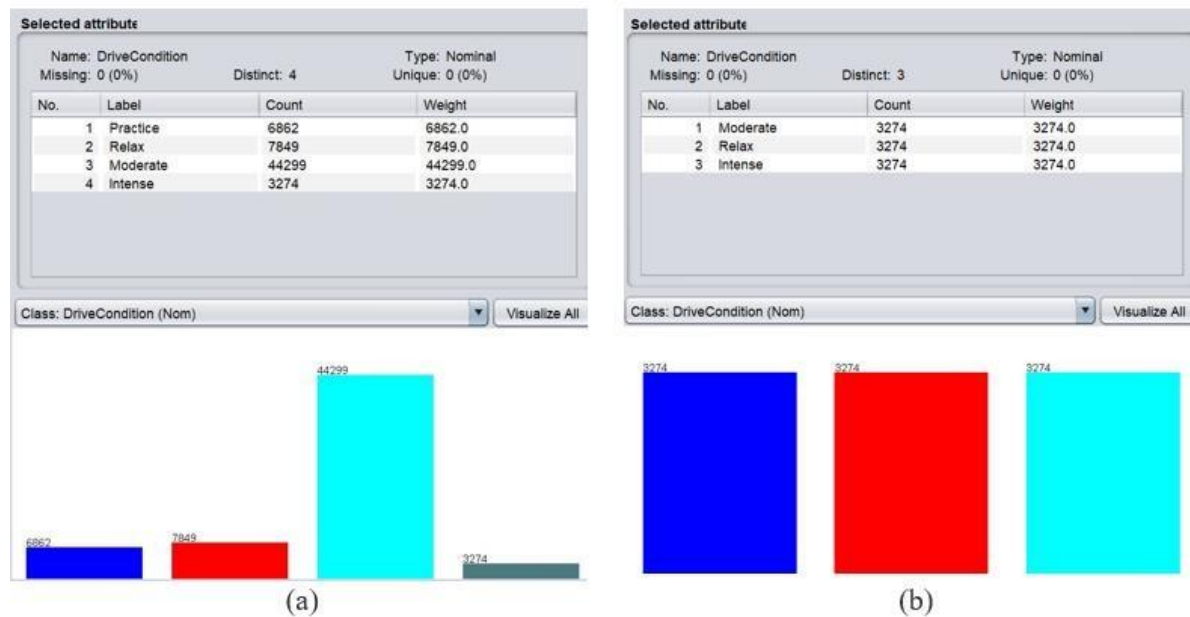 Selected attribute
Name: DriveCondition Type: Nominal
Missing: 0 (0%) Distinct: 4 Unique: 0 (0%)
No. Label Count Weight
1 Practice 6862 6862.0
2 Relax 7849 7849.0
3 Moderate 44299 44299.0
4 Intense 3274 3274.0
Class: DriveCondition (Nom) Visualize All
44299
6862 7849 3274
(a)
Selected attribute
Name: DriveCondition Type: Nominal
Missing: 0 (0%) Distinct: 3 Unique: 0 (0%)
No. Label Count Weight
1 Moderate 3274 3274.0
2 Relax 3274 3274.0
3 Intense 3274 3274.0
Class: DriveCondition (Nom) Visualize All
3274 3274 3274
(b)